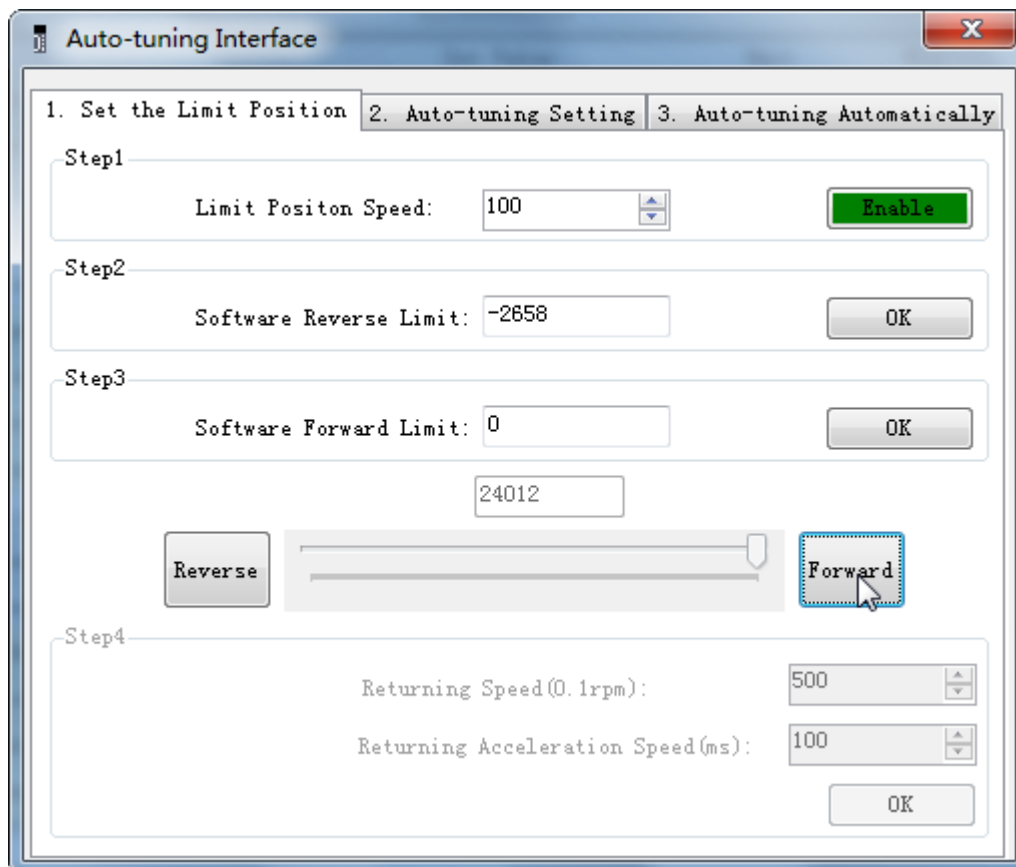 Auto-tuning Interface
1. Set the Limit Position 2. Auto-tuning Setting 3. Auto-tuning Automatically
Step1
Limit Positon Speed: 100 Enable
Step2
Software Reverse Limit: -2658 OK
Step3
Software Forward Limit: 0 OK
24012
Reverse Forward
Step4
Returning Speed(0.1rpm): 500
Returning Acceleration Speed(ms): 100
OK